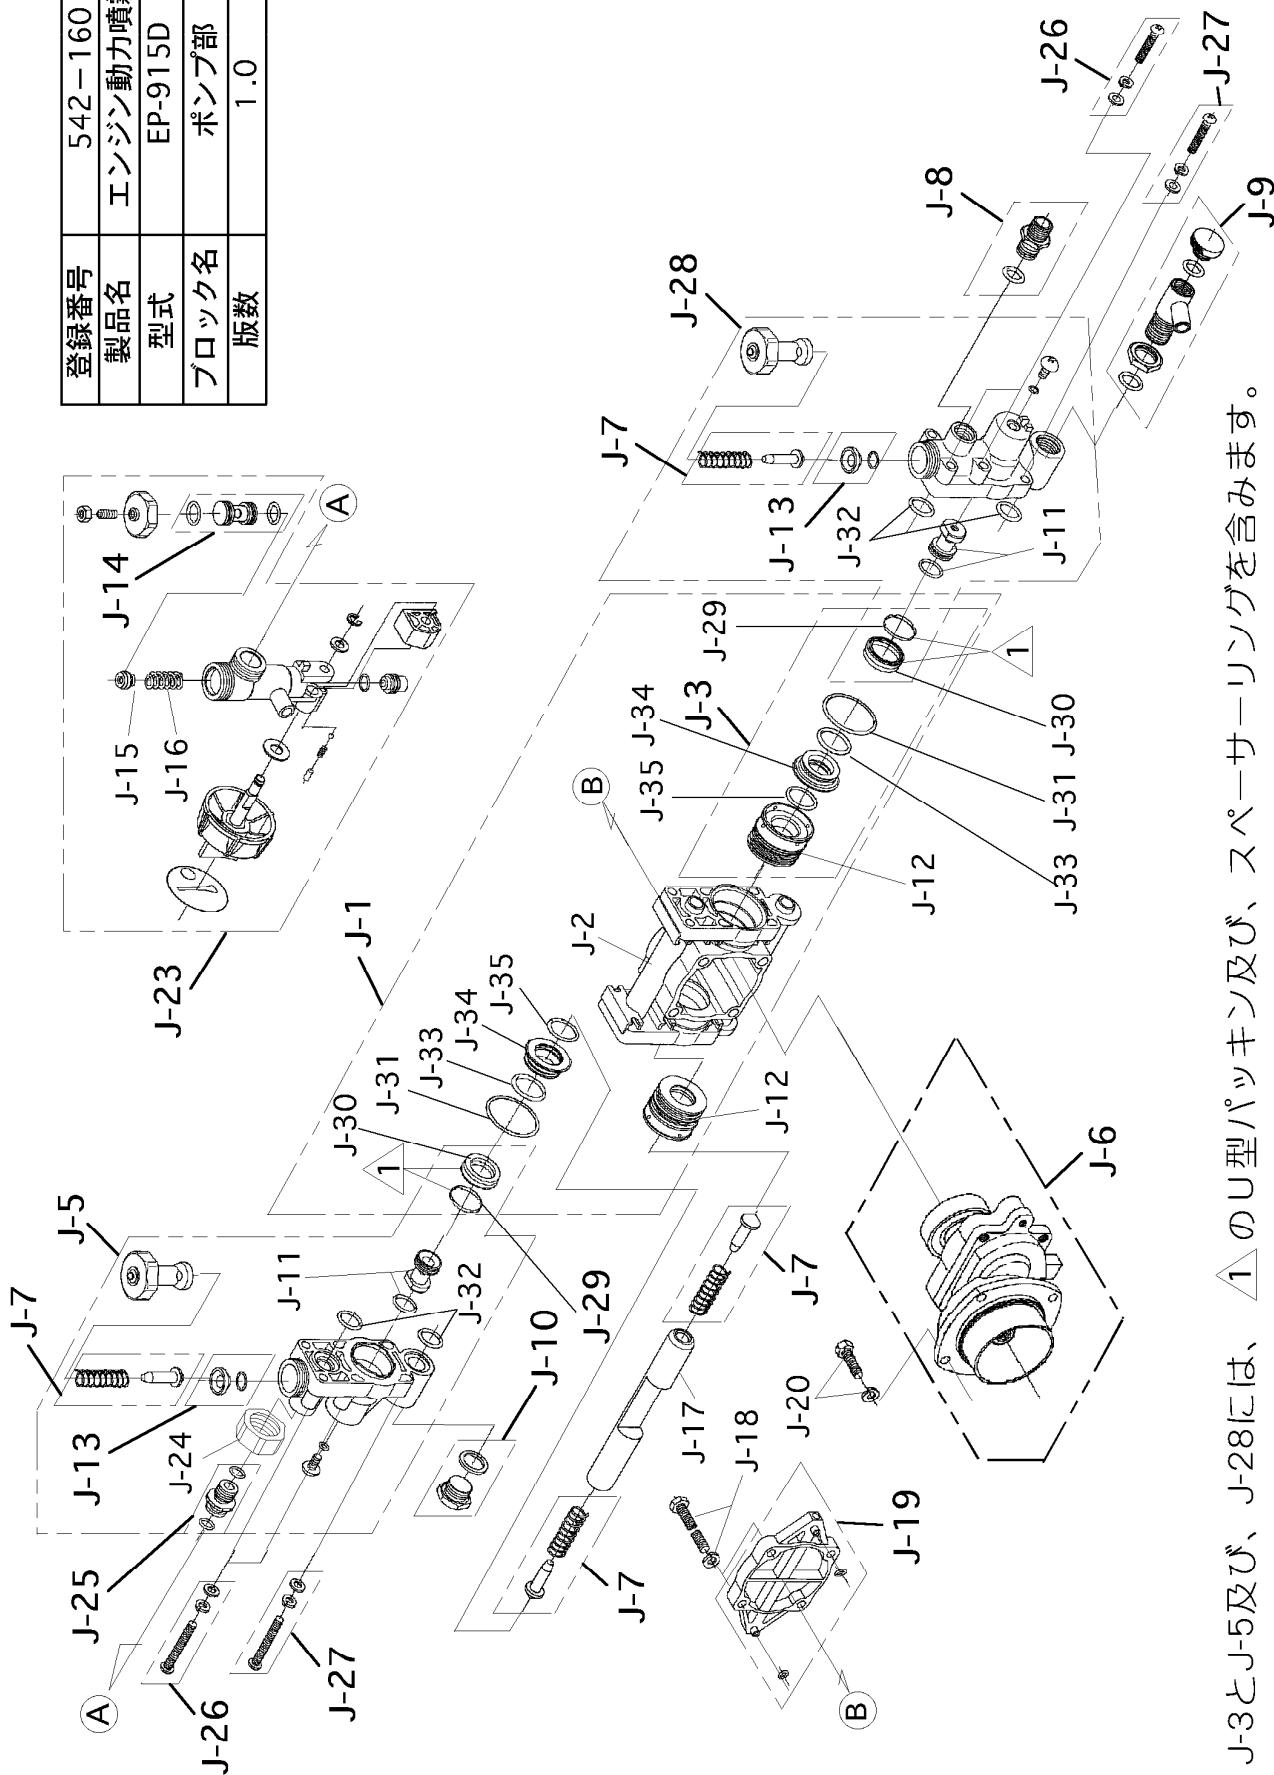 登録番号 542－160
製品名 エンジン動力噴
型式 EP-915D
ブロック名 ポンプ部
版数 1.0
J-7
J-5
J-13
J-24
J-25
A
J-26
J-27
J-11
J-32
J-10
J-29
1
J-30
J-31
J-33
J-34
J-35
J-1
J-23
J-15
J-16
J-14
A
J-2
B
J-12
J-12
J-35
J-34
J-3
J-29
1
J-30
J-31
J-33
J-7
J-28
J-13
J-32
J-11
J-8
J-26
J-27
J-9
J-7
J-17
J-7
J-18
J-20
J-19
B
J-6
J-3とJ-5及び、J-28には、1のU型パッキン及び、スペーサーリングを含みます。